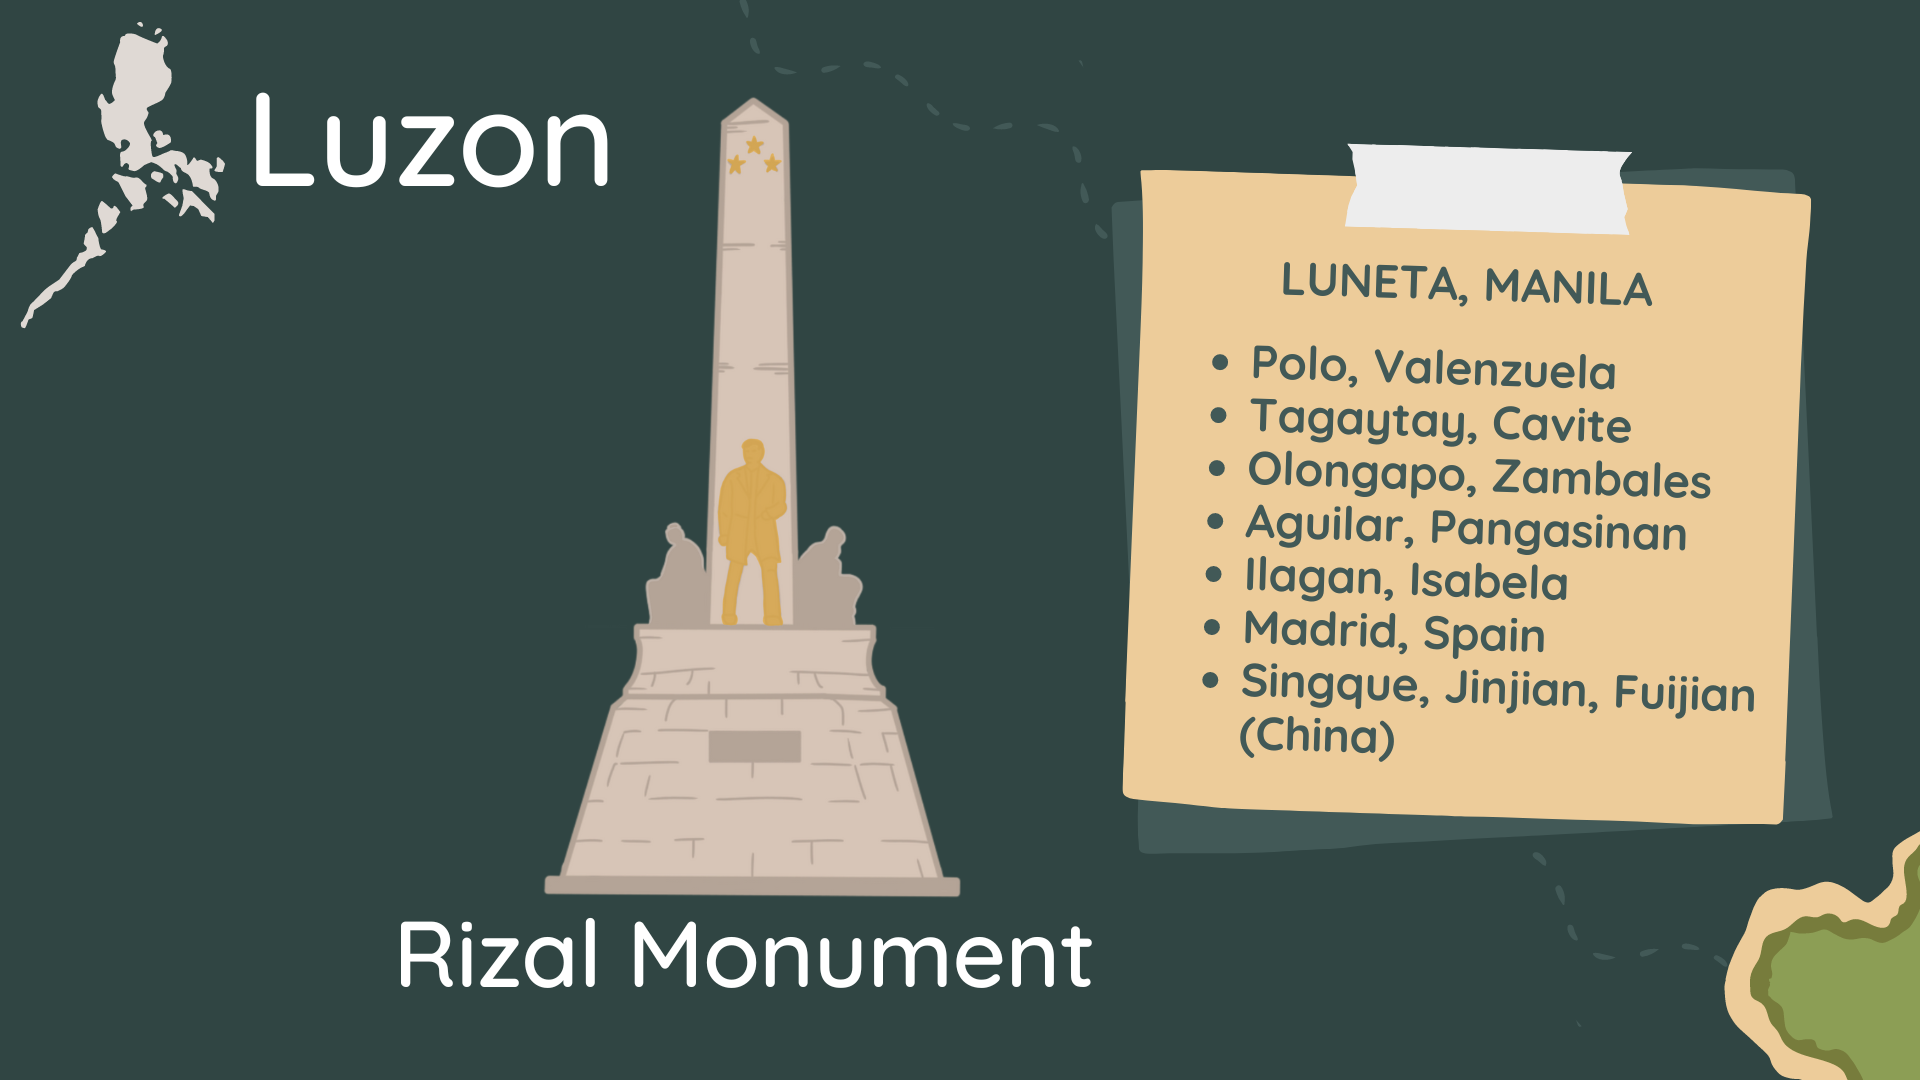 Luzon
LUNETA, MANILA
• Polo, Valenzuela
• Tagaytay, Cavite
• Olongapo, Zambales
• Aguilar, Pangasinan
• Ilagan, Isabela
• Madrid, Spain
• Singque, Jinjian, Fuijian
(China)
Rizal Monument